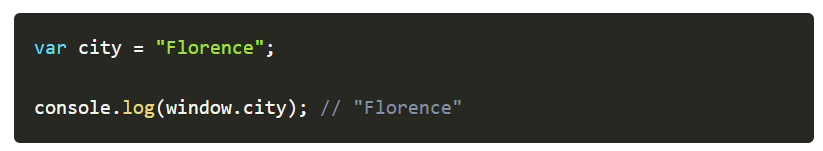 var city = "Florence";
console.log(window.city); // "Florence"